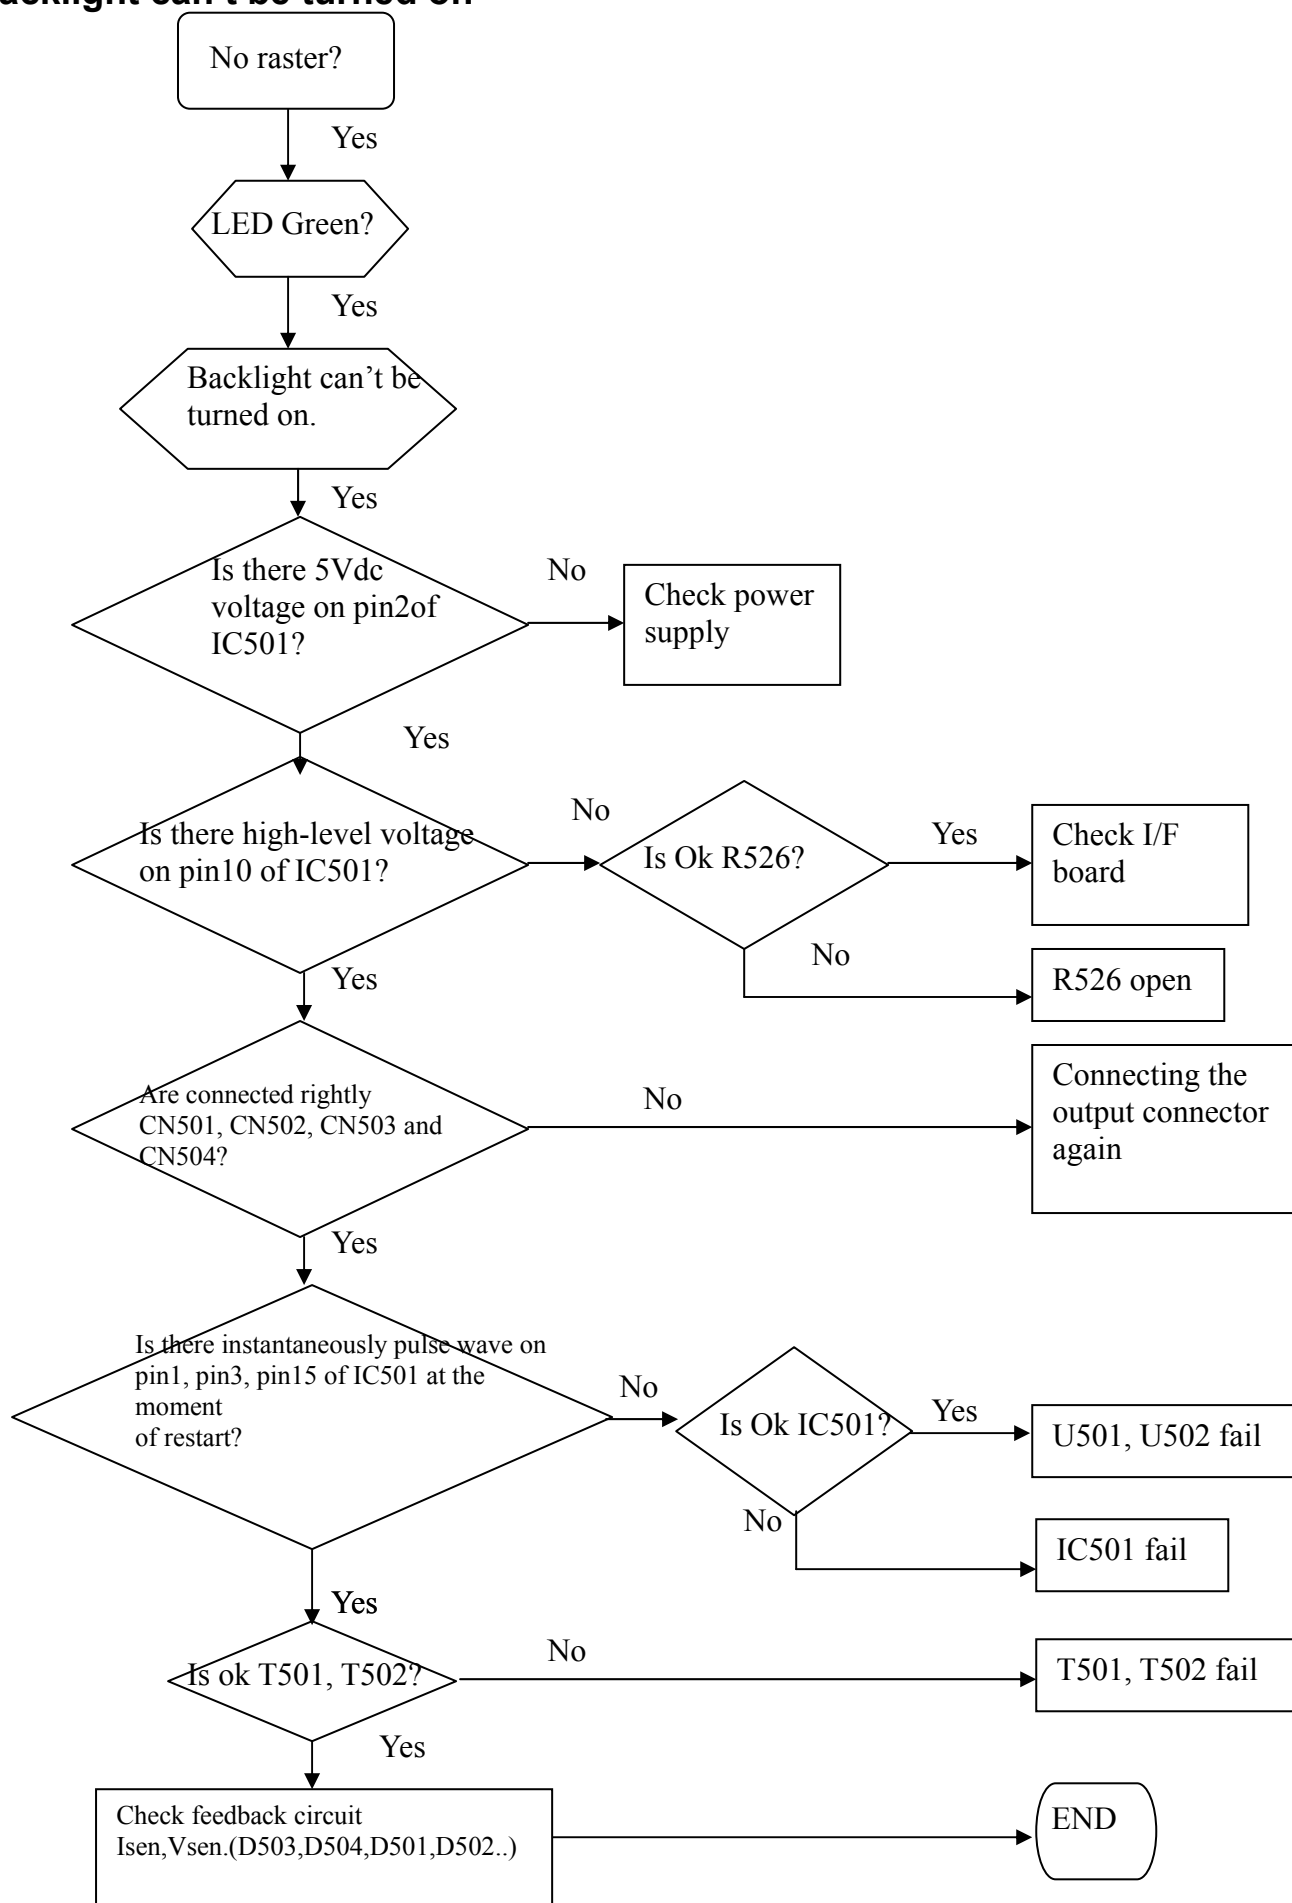 backlight can't be turned on
No raster?
Yes
LED Green?
Yes
Backlight can't be
turned on.
Yes
Is there 5Vdc
voltage on pin2of
IC501?
No
Check power
supply
Yes
Is there high-level voltage
on pin10 of IC501?
No
Is Ok R526?
Yes
Check I/F
board
No
R526 open
Yes
Are connected rightly
CN501, CN502, CN503 and
CN504?
No
Connecting the
output connector
again
Yes
Is there instantaneously pulse wave on
pin1, pin3, pin15 of IC501 at the
moment
of restart?
No
Is Ok IC501?
Yes
U501, U502 fail
No
IC501 fail
Yes
Is ok T501, T502?
No
T501, T502 fail
Yes
Check feedback circuit
Isen,Vsen.(D503,D504,D501,D502..)
END